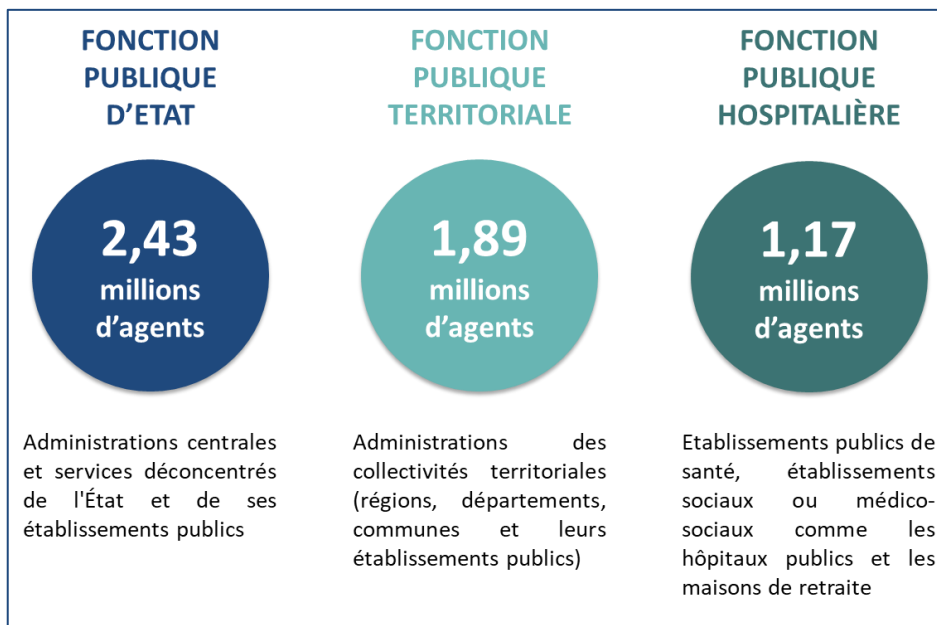 FONCTION
PUBLIQUE
D’ETAT
2,43
millions
d’agents
Administrations centrales
et services déconcentrés
de l'État et de ses
établissements publics
FONCTION
PUBLIQUE
TERRITORIALE
1,89
millions
d’agents
Administrations des
collectivités territoriales
(régions, départements,
communes et leurs
établissements publics)
FONCTION
PUBLIQUE
HOSPITALIÈRE
1,17
millions
d’agents
Etablissements publics de
santé, établissements
sociaux ou médico-
sociaux comme les
hôpitaux publics et les
maisons de retraite